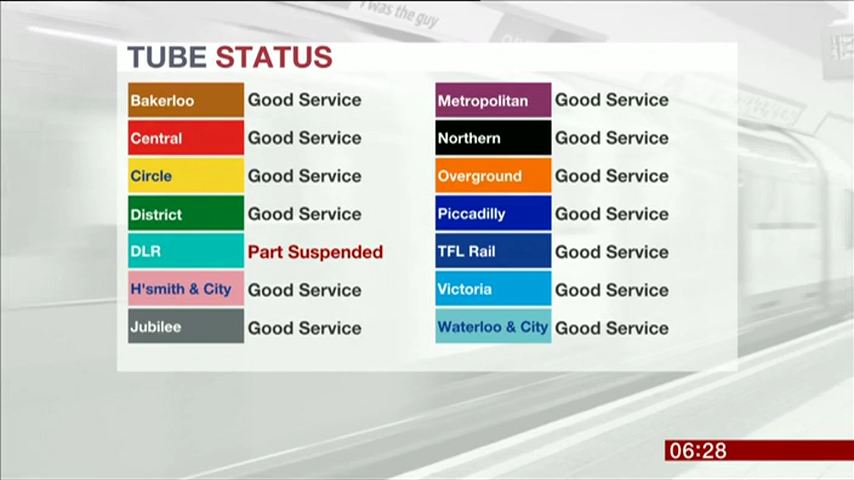 I was the guy
TUBE STATUS
Bakerloo Good Service
Central Good Service
Circle Good Service
District Good Service
DLR Part Suspended
H'smith & City Good Service
Jubilee Good Service
Metropolitan Good Service
Northern Good Service
Overground Good Service
Piccadilly Good Service
TFL Rail Good Service
Victoria Good Service
Waterloo & City Good Service
06:28